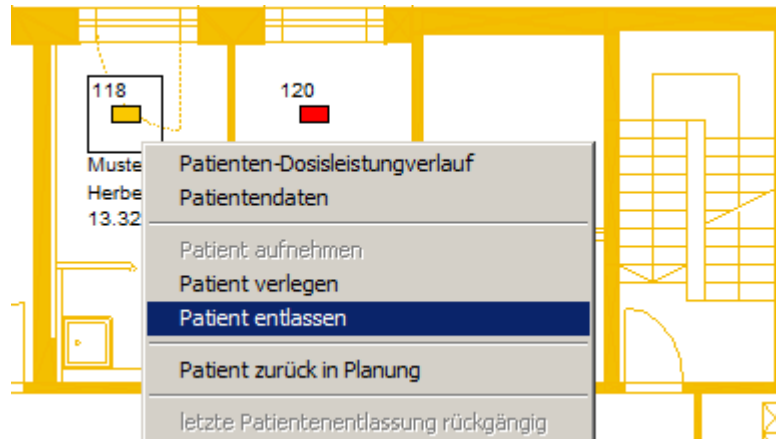 118
120
Muste
Herbe
13.32
Patienten-Dosisleistungverlauf
Patientendaten
Patient aufnehmen
Patient verlegen
Patient entlassen
Patient zurück in Planung
letzte Patientenentlassung rückgängig